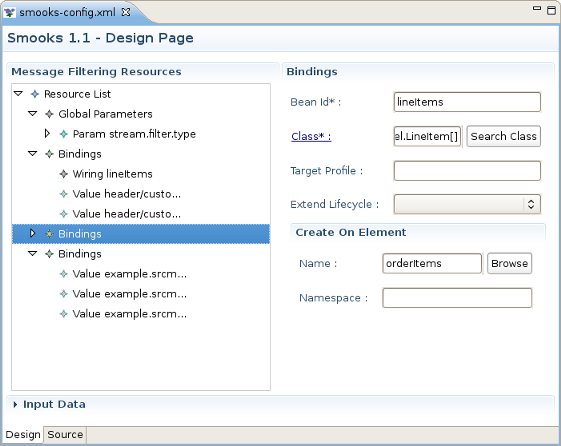 smooks-config.xml
Smooks 1.1 - Design Page
Message Filtering Resources
Resource List
Global Parameters
Param stream.filter.type
Bindings
Wiring lineItems
Value header/custo...
Value header/custo...
Bindings
Bindings
Value example.srcm...
Value example.srcm...
Value example.srcm...
Bindings
Bean Id* : lineItems
Class* : el.LineItem[] Search Class
Target Profile :
Extend Lifecycle :
Create On Element
Name : orderItems Browse
Namespace :
Input Data
Design Source